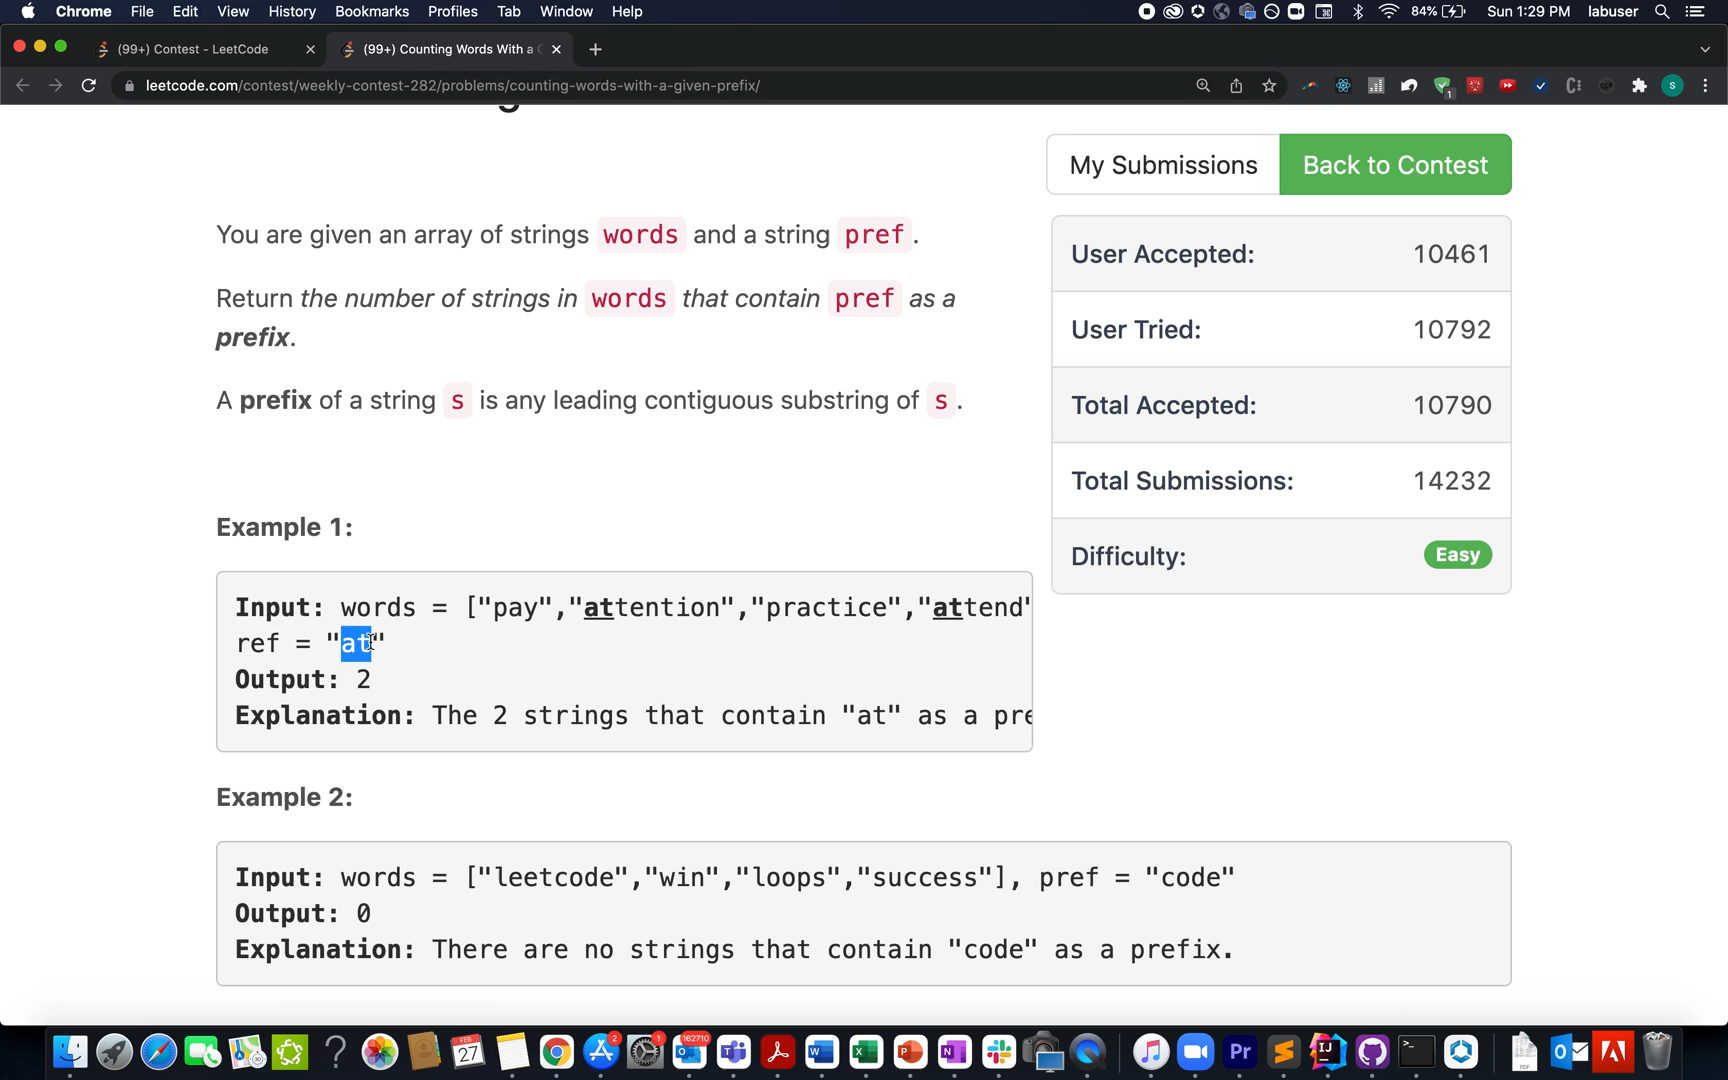 Chrome File Edit View History Bookmarks Profiles Tab Window Help 84% Sun 1:29 PM labuser
(99+) Contest - LeetCode (99+) Counting Words With a
leetcode.com/contest/weekly-contest-282/problems/counting-words-with-a-given-prefix/
My Submissions Back to Contest
You are given an array of strings words and a string pref.
Return the number of strings in words that contain pref as a
prefix.
A prefix of a string s is any leading contiguous substring of s.
User Accepted: 10461
User Tried: 10792
Total Accepted: 10790
Total Submissions: 14232
Difficulty: Easy
Example 1:
Input: words = ["pay","attention","practice","attend"
ref = "at"
Output: 2
Explanation: The 2 strings that contain "at" as a pre
Example 2:
Input: words = ["leetcode","win","loops","success"], pref = "code"
Output: 0
Explanation: There are no strings that contain "code" as a prefix.